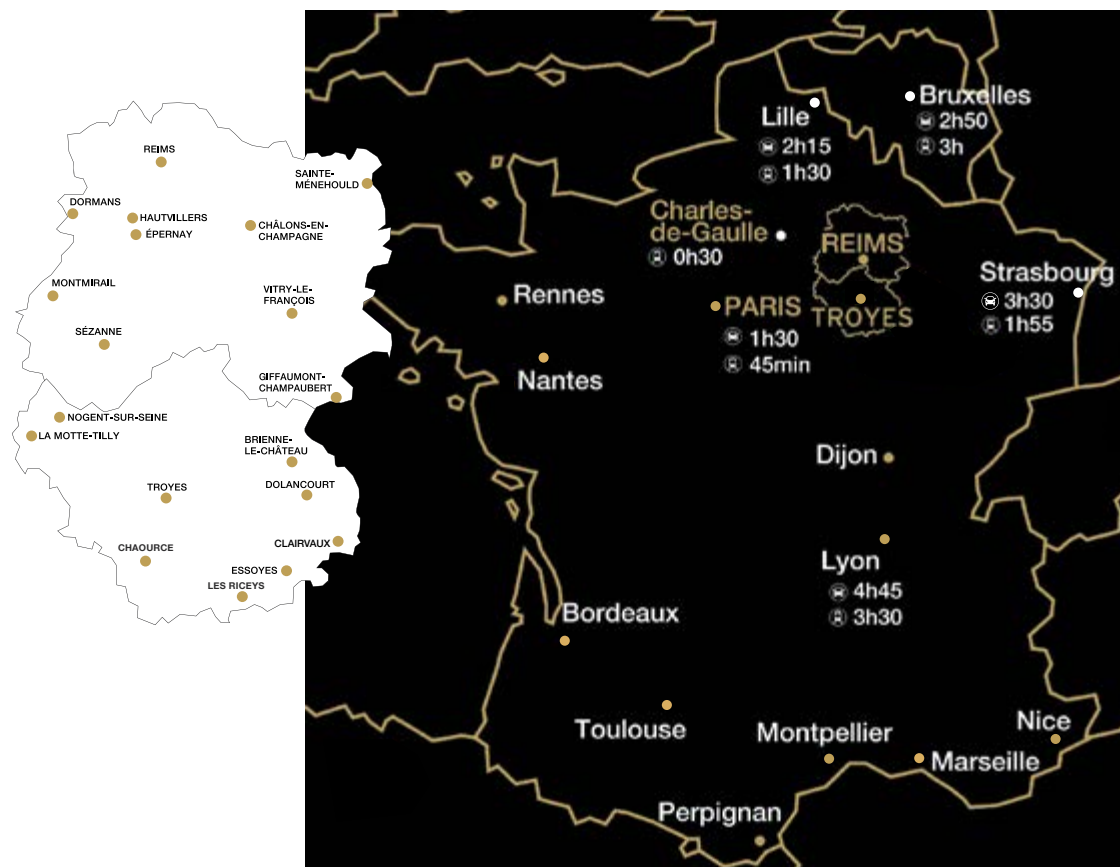 REIMS
SAINTE-
MÉNEHOULD
DORMANS
HAUTVILLERS
ÉPERNAY
CHÂLONS-EN-
CHAMPAGNE
MONTMIRAIL
VITRY-LE-
FRANÇOIS
SÉZANNE
GIFFAUMONT-
CHAMPAUBERT
NOGENT-SUR-SEINE
LA MOTTE-TILLY
BRIENNE-
LE-CHÂTEAU
TROYES
DOLANCOURT
CLAIRVAUX
CHAOURCE
ESSOYES
LES RICEYS
Lille
2h15
1h30
Bruxelles
2h50
3h
Charles-
de-Gaulle
0h30
REIMS
Strasbourg
3h30
1h55
Rennes
PARIS
1h30
45min
TROYES
Nantes
Dijon
Lyon
4h45
3h30
Bordeaux
Toulouse
Montpellier
Nice
Marseille
Perpignan